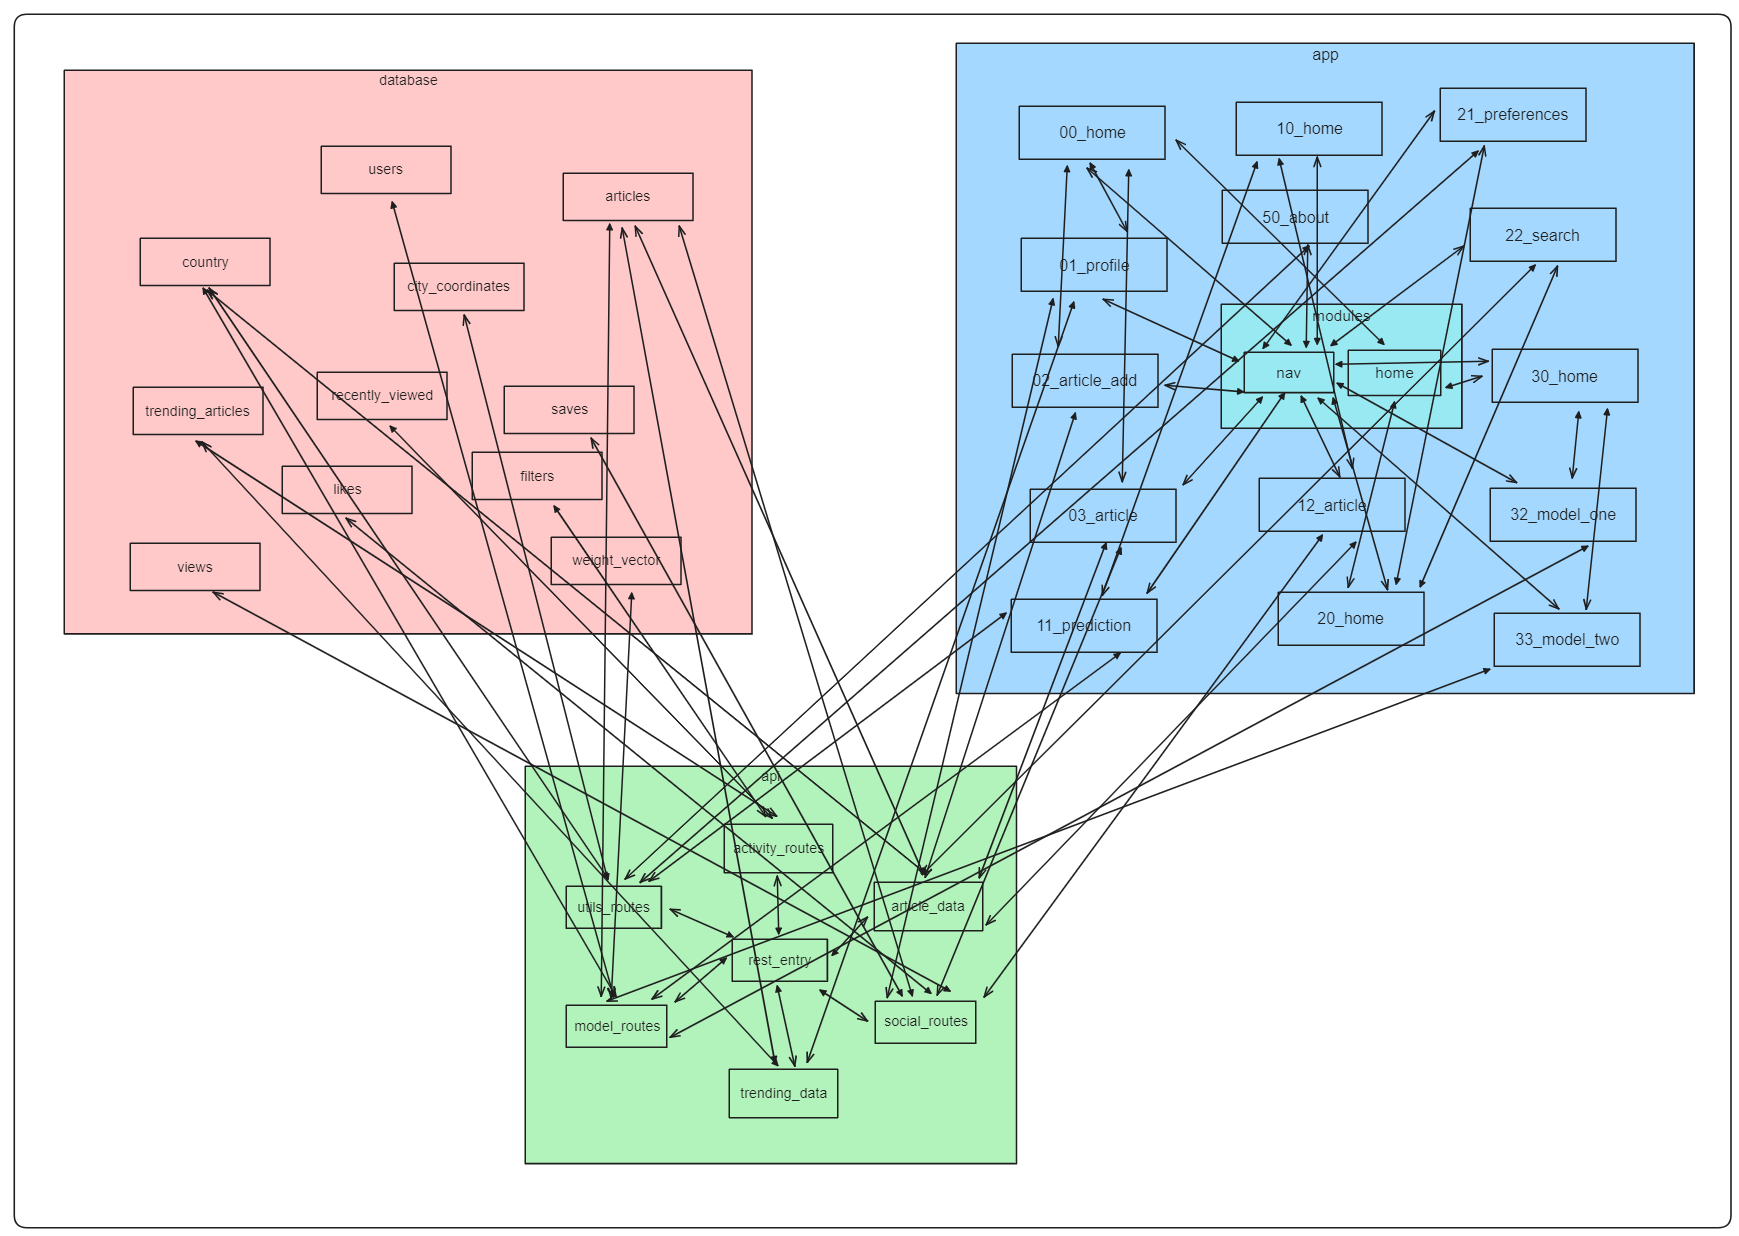 database
users
articles
country
city_coordinates
trending_articles
recently_viewed
saves
likes
filters
views
weight_vector
app
00_home
10_home
21_preferences
50_about
22_search
01_profile
modules
02_article_add
nav
home
30_home
03_article
12_article
32_model_one
11_prediction
20_home
33_model_two
api
activity_routes
utils_routes
article_data
rest_entry
model_routes
social_routes
trending_data